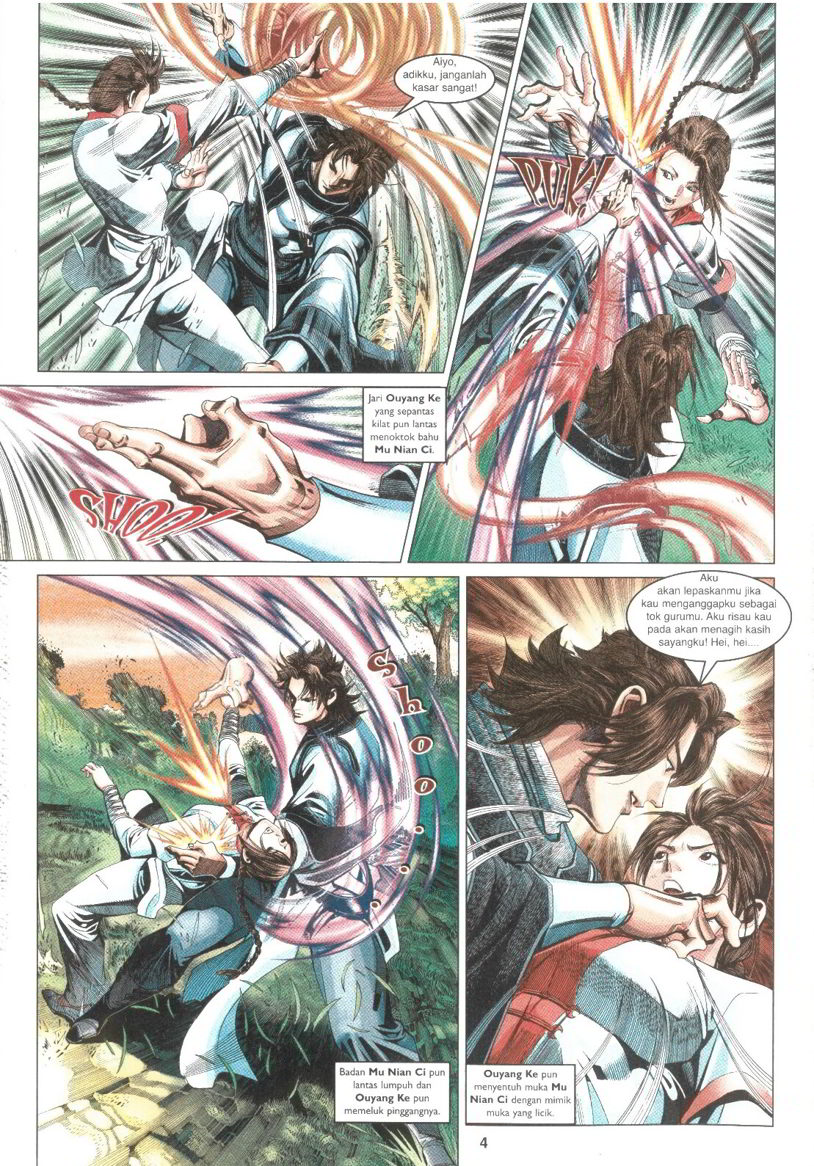 Aiyo,
adikku, janganlah
kasar sangat!
PUK!
Jari Ouyang Ke
yang sepantas
kilat pun lantas
menoktok bahu
Mu Nian Ci.
SHOO!
Shoo...
Badan Mu Nian Ci pun
lantas lumpuh dan
Ouyang Ke pun
memeluk pinggangnya.
Aku
akan lepaskanmu jika
kau menganggapku sebagai
tok gurumu. Aku risau kau
pada akan menagih kasih
sayangku! Hei, hei....
Ouyang Ke pun
menyentuh muka Mu
Nian Ci dengan mimik
muka yang licik.
4